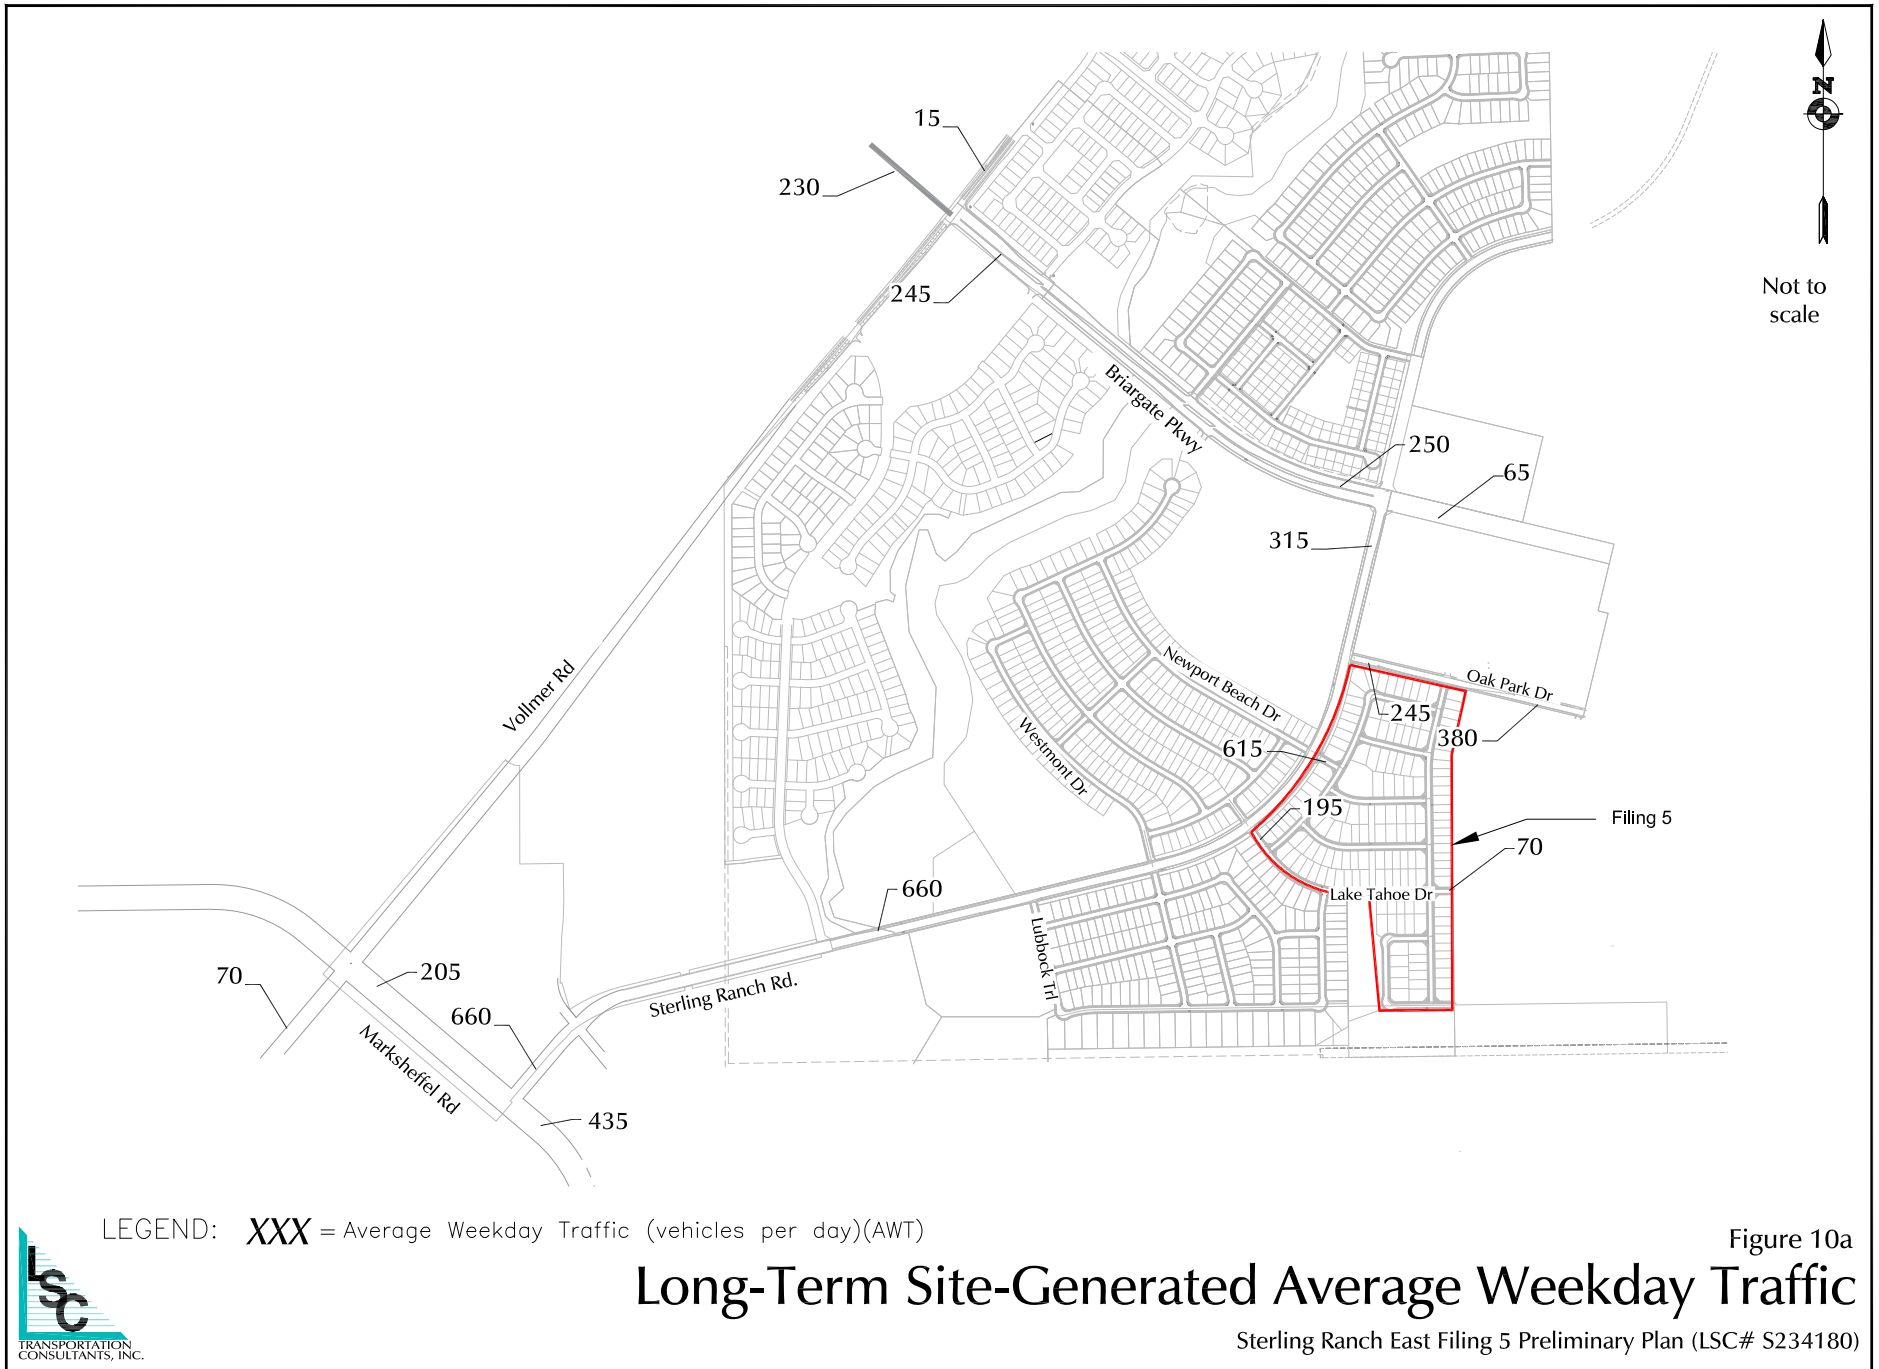 15
230
245
N
Not to
scale
Briargate Pkwy
250
65
315
Vollmer Rd
Newport Beach Dr
Oak Park Dr
245
380
Westmont Dr
615
195
Filing 5
70
660
Lake Tahoe Dr
Lubbock Trl
70
205
Sterling Ranch Rd.
660
Marksheffel Rd
435
LEGEND: XXX = Average Weekday Traffic (vehicles per day)(AWT)
Figure 10a
Long-Term Site-Generated Average Weekday Traffic
Sterling Ranch East Filing 5 Preliminary Plan (LSC# S234180)
LSC
TRANSPORTATION
CONSULTANTS, INC.